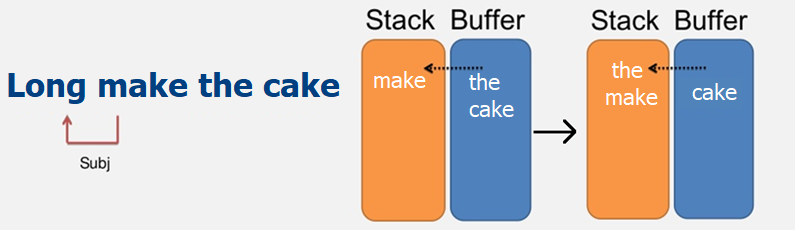 Stack Buffer Stack Buffer
Long make the cake
Subj
make
the
cake
the
make
cake